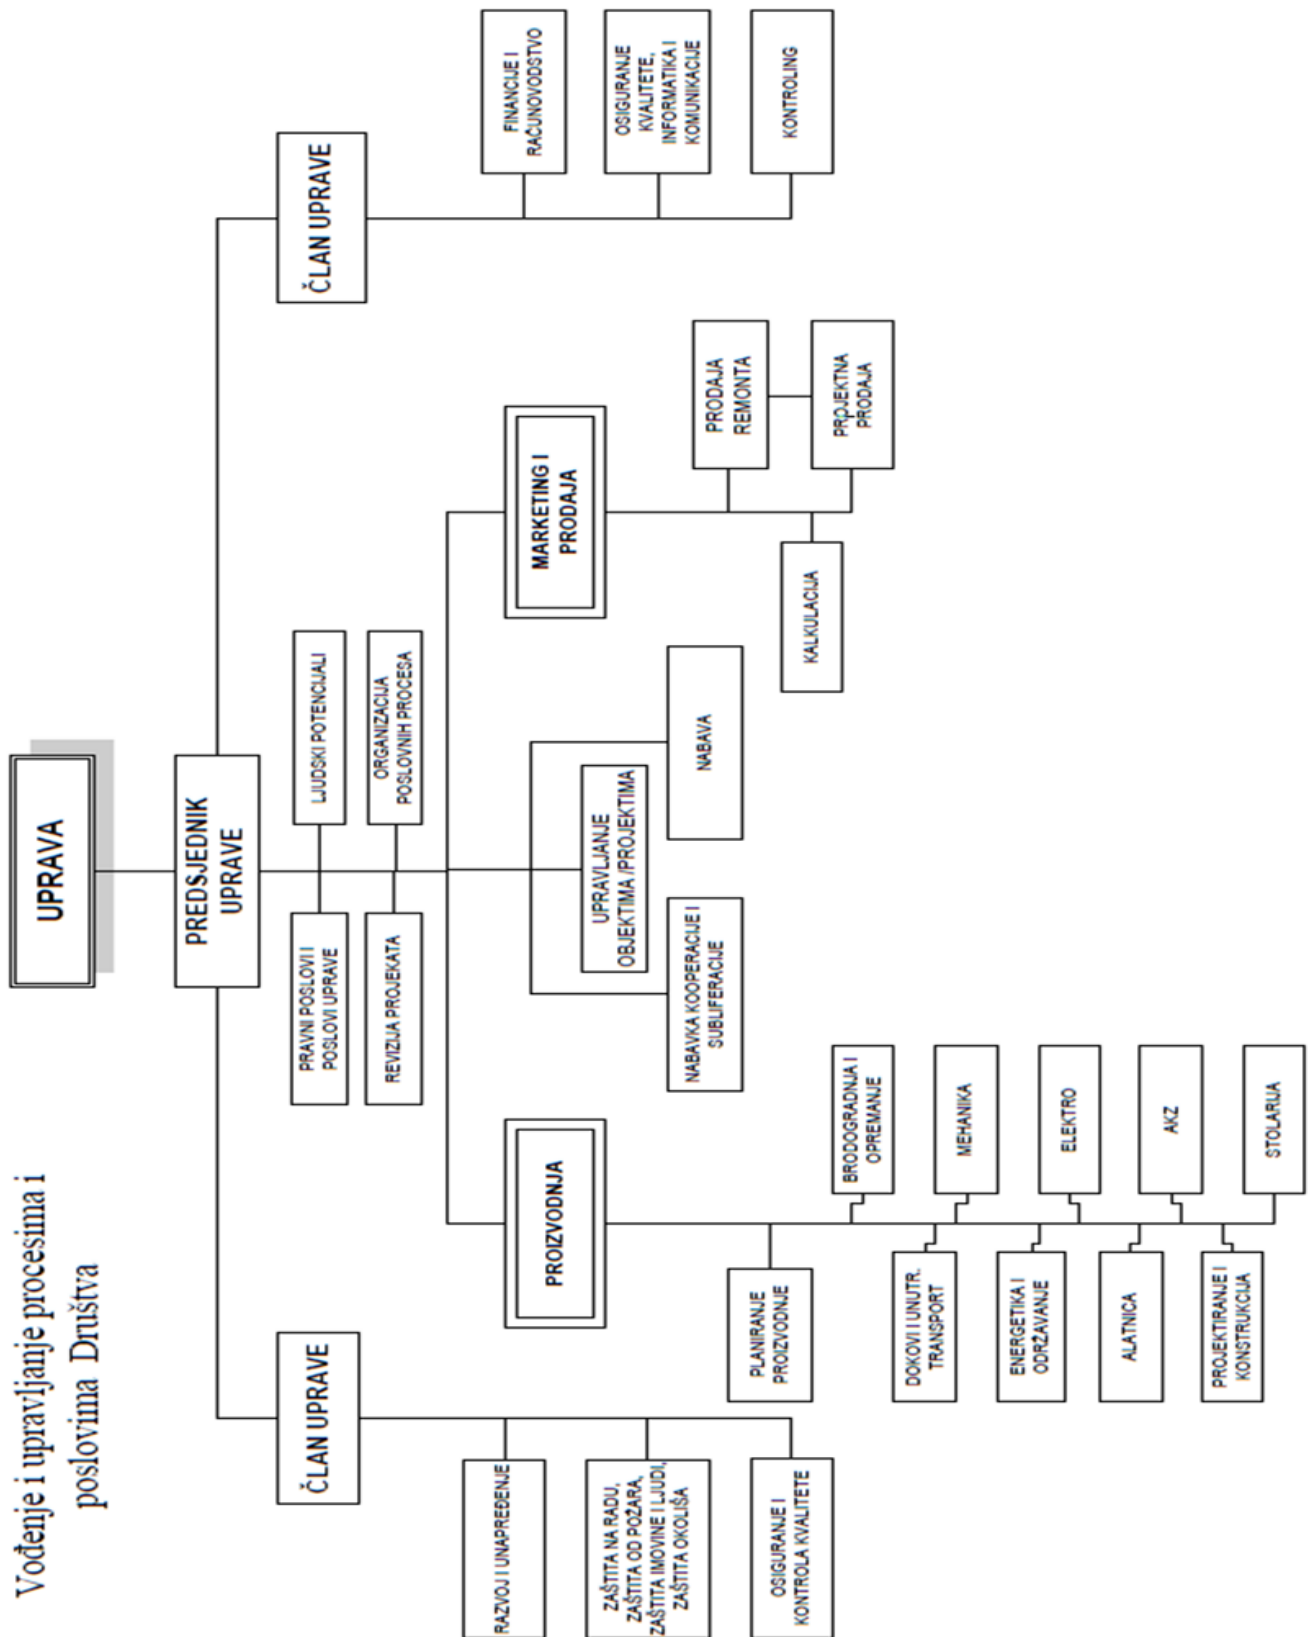 Vođenje i upravljanje procesima i
poslovima Društva
UPRAVA
PREDSJEDNIK
UPRAVE
ČLAN UPRAVE
ČLAN UPRAVE
PRAVNI POSLOVI I
POSLOVI UPRAVE
LJUDSKI POTENCIJALI
REVIZIJA PROJEKATA
ORGANIZACIJA
POSLOVNIH PROCESA
RAZVOJ I UNAPREĐENJE
ZAŠTITA NA RADU,
ZAŠTITA OD POŽARA,
ZAŠTITA IMOVINE I LJUDI,
ZAŠTITA OKOLIŠA
OSIGURANJE I
KONTROLA KVALITETE
PROIZVODNJA
PLANIRANJE
PROIZVODNJE
BRODOGRADNJA I
OPREMANJE
DOKOVI I UNUTR.
TRANSPORT
MEHANIKA
ENERGETIKA I
ODRŽAVANJE
ELEKTRO
ALATNICA
AKZ
PROJEKTIRANJE I
KONSTRUKCIJA
STOLARIJA
UPRAVLJANJE
OBJEKTIMA /PROJEKTIMA
NABAVKA KOOPERACIJE I
SUBLIFERACIJE
NABAVA
MARKETING I
PRODAJA
PRODAJA
REMONTA
KALKULACIJA
PROJEKTNA
PRODAJA
FINANCIJE I
RAČUNOVODSTVO
OSIGURANJE
KVALITETE,
INFORMATIKA I
KOMUNIKACIJE
KONTROLING